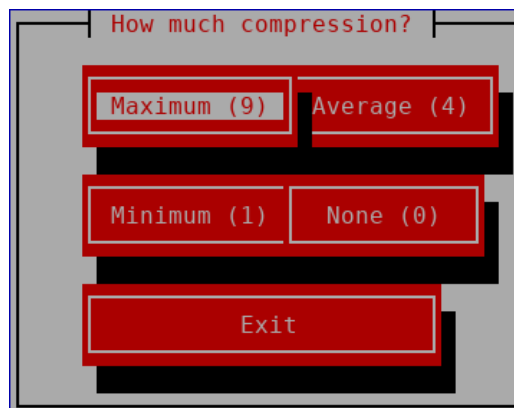 How much compression?
Maximum (9) Average (4)
Minimum (1) None (0)
Exit